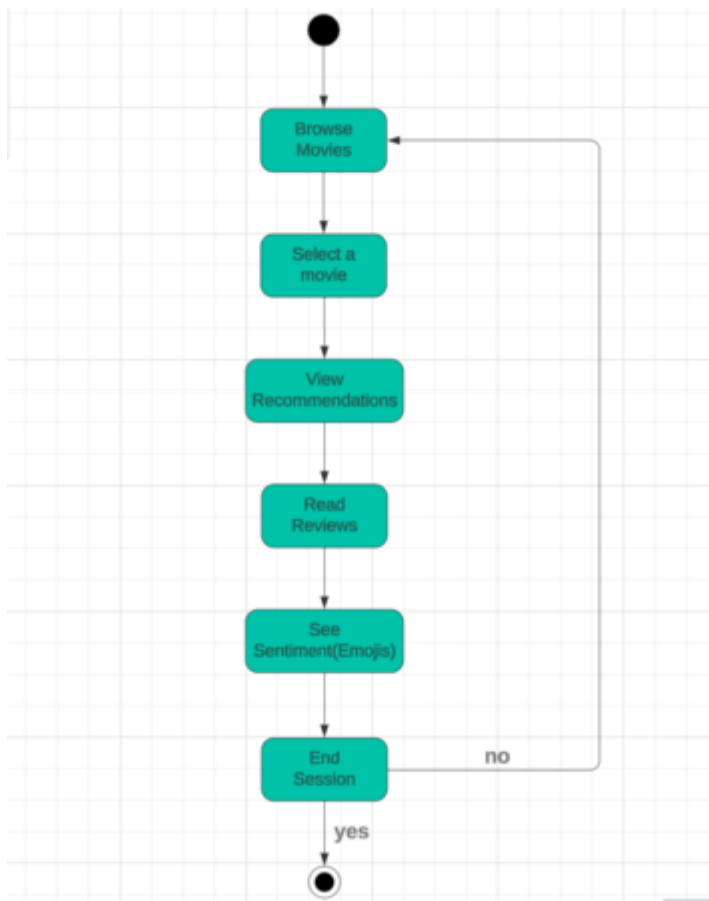 Browse
Movies
Select a
movie
View
Recommendations
Read
Reviews
See
Sentiment(Emojis)
End
Session
no
yes